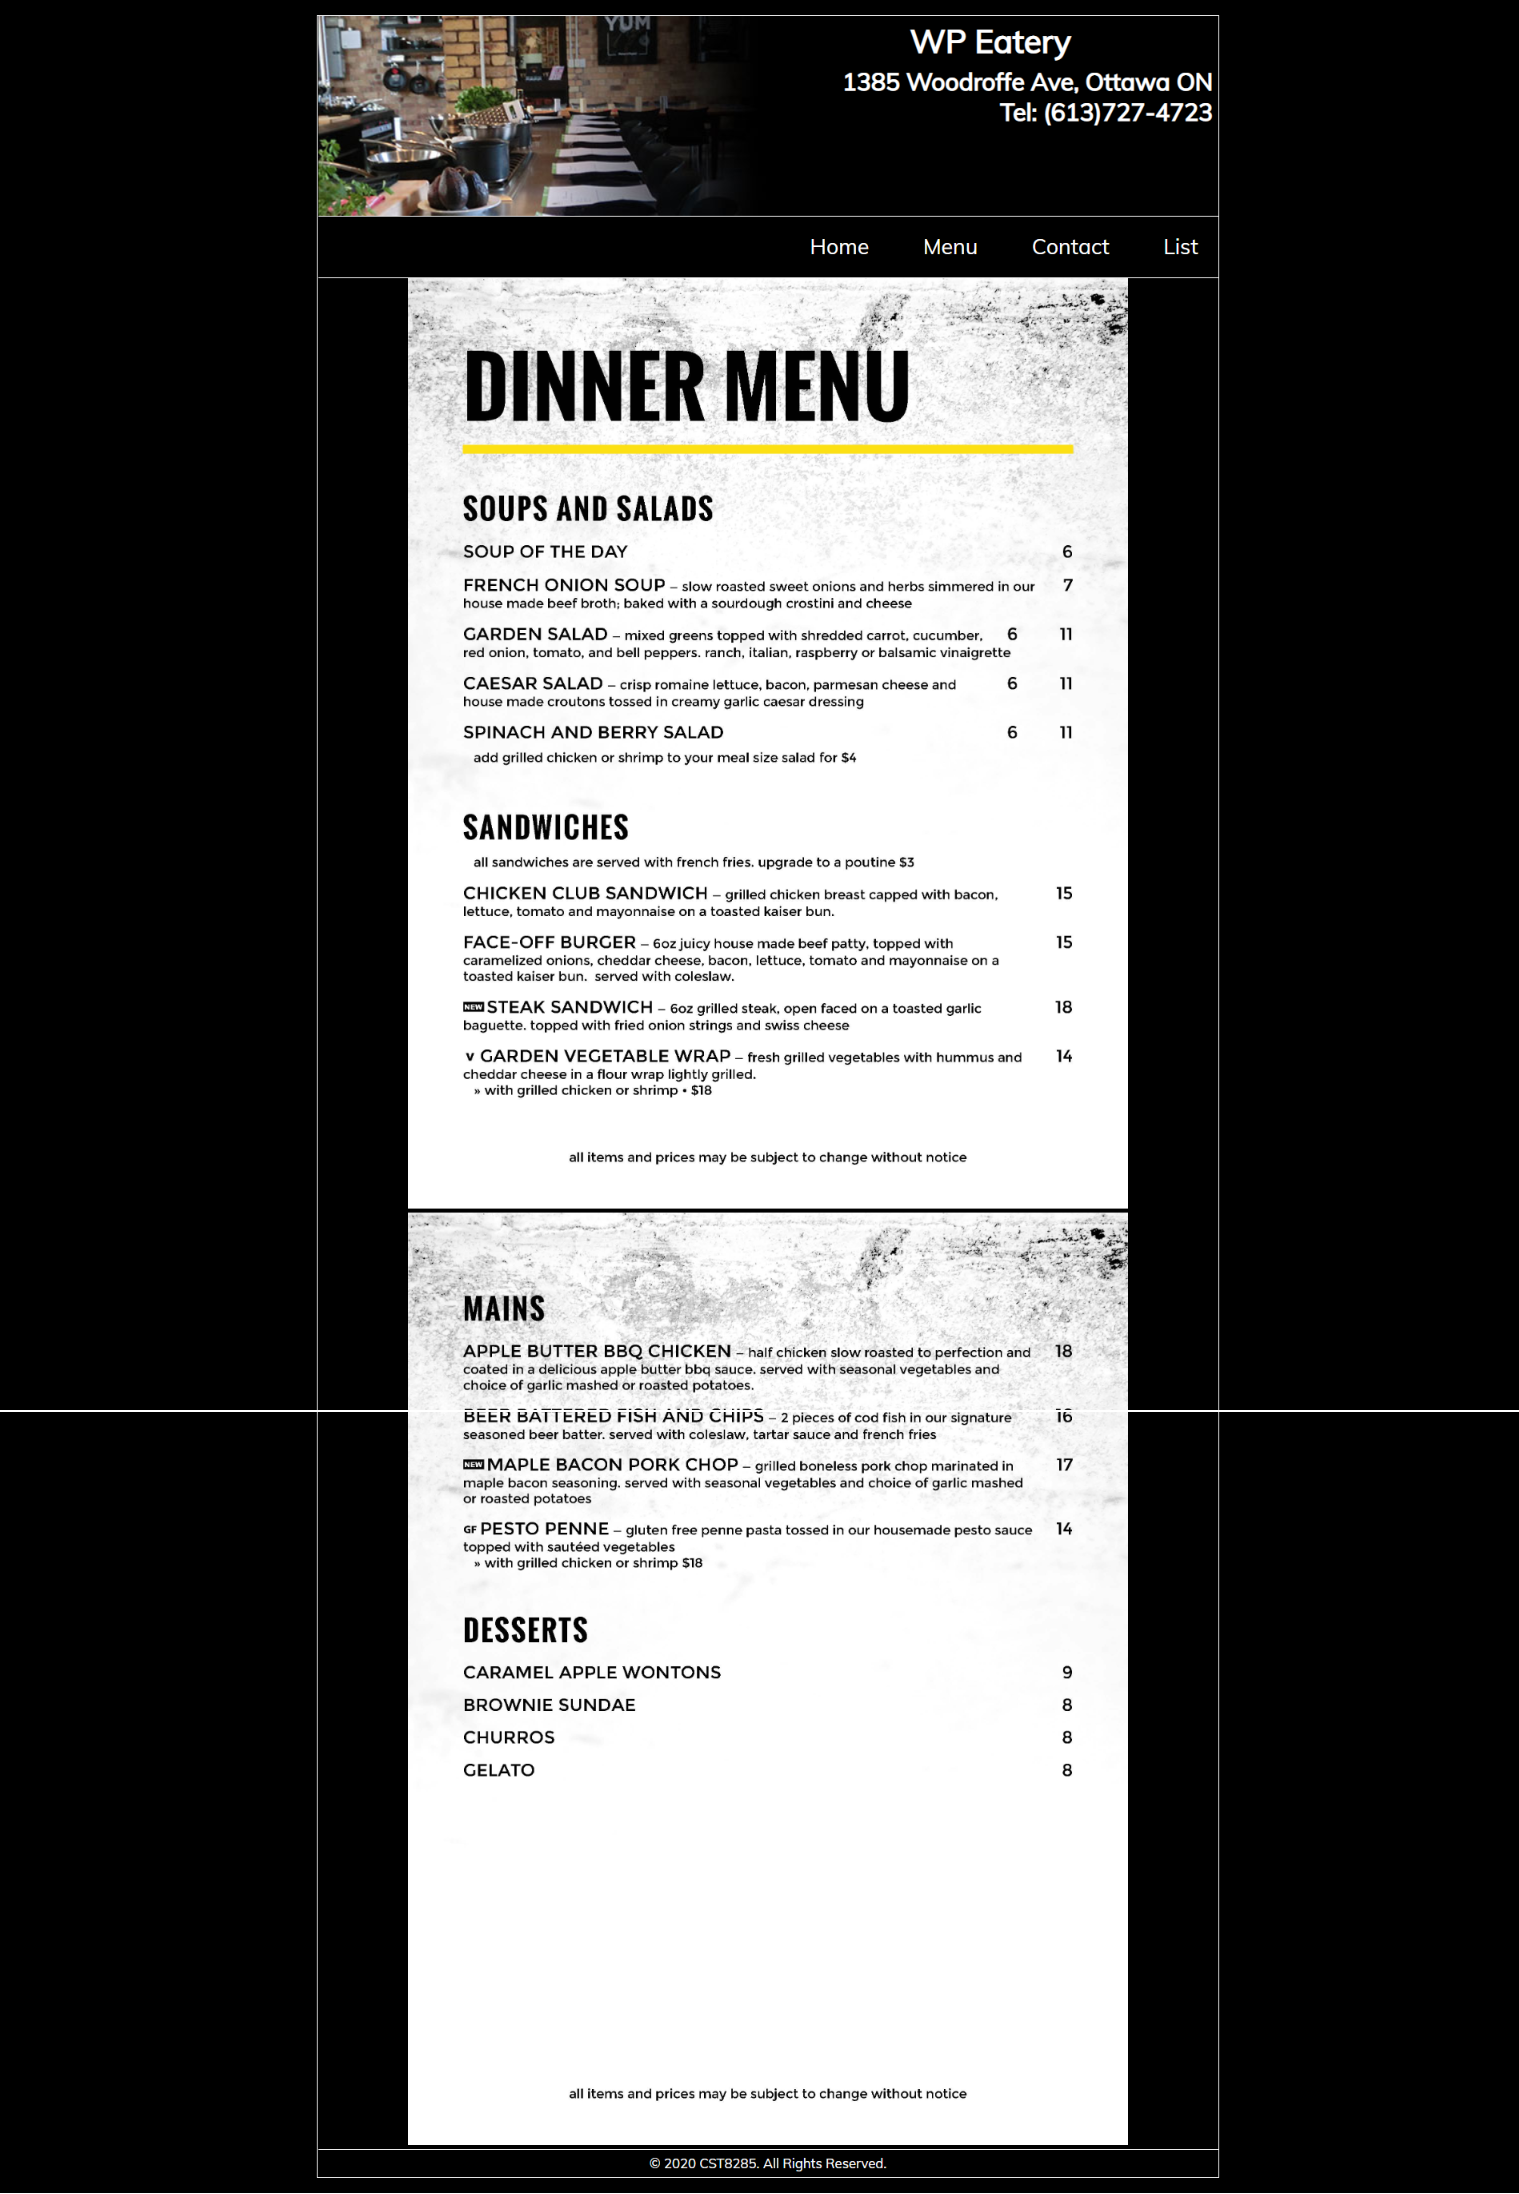 YUM
WP Eatery
1385 Woodroffe Ave, Ottawa ON
Tel: (613)727-4723
Home Menu Contact List
DINNER MENU
SOUPS AND SALADS
SOUP OF THE DAY 6
FRENCH ONION SOUP – slow roasted sweet onions and herbs simmered in our 7
house made beef broth; baked with a sourdough crostini and cheese
GARDEN SALAD – mixed greens topped with shredded carrot, cucumber, 6 11
red onion, tomato, and bell peppers. ranch, italian, raspberry or balsamic vinaigrette
CAESAR SALAD – crisp romaine lettuce, bacon, parmesan cheese and 6 11
house made croutons tossed in creamy garlic caesar dressing
SPINACH AND BERRY SALAD 6 11
add grilled chicken or shrimp to your meal size salad for $4
SANDWICHES
all sandwiches are served with french fries. upgrade to a poutine $3
CHICKEN CLUB SANDWICH – grilled chicken breast capped with bacon, 15
lettuce, tomato and mayonnaise on a toasted kaiser bun.
FACE-OFF BURGER – 6oz juicy house made beef patty, topped with 15
caramelized onions, cheddar cheese, bacon, lettuce, tomato and mayonnaise on a
toasted kaiser bun. served with coleslaw.
NEW STEAK SANDWICH – 6oz grilled steak, open faced on a toasted garlic 18
baguette. topped with fried onion strings and swiss cheese
V GARDEN VEGETABLE WRAP – fresh grilled vegetables with hummus and 14
cheddar cheese in a flour wrap lightly grilled.
» with grilled chicken or shrimp • $18
all items and prices may be subject to change without notice
MAINS
APPLE BUTTER BBQ CHICKEN – half chicken slow roasted to perfection and 18
coated in a delicious apple butter bbq sauce. served with seasonal vegetables and
choice of garlic mashed or roasted potatoes.
BEER BATTERED FISH AND CHIPS – 2 pieces of cod fish in our signature 16
seasoned beer batter. served with coleslaw, tartar sauce and french fries
NEW MAPLE BACON PORK CHOP – grilled boneless pork chop marinated in 17
maple bacon seasoning. served with seasonal vegetables and choice of garlic mashed
or roasted potatoes
GF PESTO PENNE – gluten free penne pasta tossed in our housemade pesto sauce 14
topped with sautéed vegetables
» with grilled chicken or shrimp $18
DESSERTS
CARAMEL APPLE WONTONS 9
BROWNIE SUNDAE 8
CHURROS 8
GELATO 8
all items and prices may be subject to change without notice
© 2020 CST8285. All Rights Reserved.